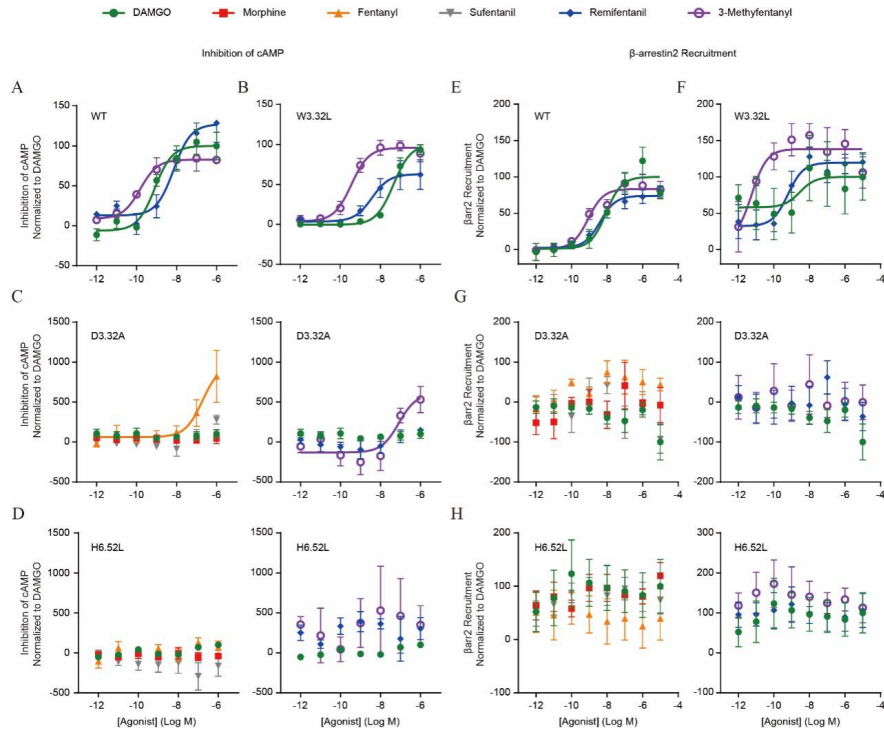 DAMGO Morphine Fentanyl Sufentanil Remifentanil 3-Methyfentanyl
Inhibition of cAMP
β-arrestin2 Recruitment
A
WT
Inhibition of cAMP
Normalized to DAMGO
150
100
50
0
-50
-12 -10 -8 -6
B
W3.32L
150
100
50
0
-50
-12 -10 -8 -6
E
WT
βarr2 Recruitment
Normalized to DAMGO
200
150
100
50
0
-12 -10 -8 -6 -4
F
W3.32L
200
150
100
50
0
-12 -10 -8 -6 -4
C
D3.32A
Inhibition of cAMP
Normalized to DAMGO
1500
1000
500
0
-500
-12 -10 -8 -6
D3.32A
1500
1000
500
0
-500
-12 -10 -8 -6
G
D3.32A
βarr2 Recruitment
Normalized to DAMGO
200
100
0
-100
-200
-12 -10 -8 -6 -4
D3.32A
200
100
0
-100
-200
-12 -10 -8 -6 -4
D
H6.52L
Inhibition of cAMP
Normalized to DAMGO
1500
1000
500
0
-500
-12 -10 -8 -6
[Agonist] (Log M)
H6.52L
1500
1000
500
0
-500
-12 -10 -8 -6
[Agonist] (Log M)
H
H6.52L
βarr2 Recruitment
Normalized to DAMGO
200
100
0
-100
-12 -10 -8 -6 -4
[Agonist] (Log M)
H6.52L
300
200
100
0
-100
-12 -10 -8 -6 -4
[Agonist] (Log M)